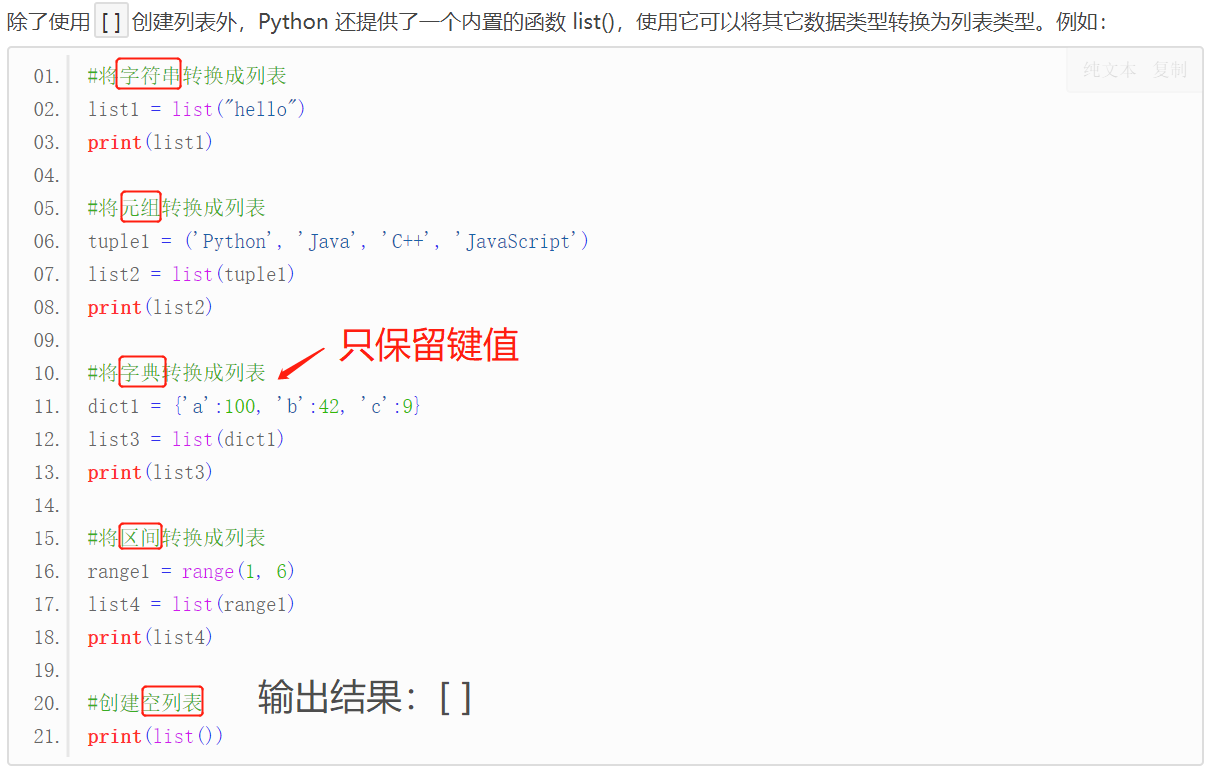 除了使用 [ ] 创建列表外，Python 还提供了一个内置的函数 list()，使用它可以将其它数据类型转换为列表类型。例如：
纯文本 复制
01. #将字符串转换成列表
02. list1 = list("hello")
03. print(list1)
04.
05. #将元组转换成列表
06. tuple1 = ('Python', 'Java', 'C++', 'JavaScript')
07. list2 = list(tuple1)
08. print(list2)
09.
只保留键值
10. #将字典转换成列表
11. dict1 = {'a':100, 'b':42, 'c':9}
12. list3 = list(dict1)
13. print(list3)
14.
15. #将区间转换成列表
16. range1 = range(1, 6)
17. list4 = list(range1)
18. print(list4)
19.
20. #创建空列表 输出结果：[ ]
21. print(list())